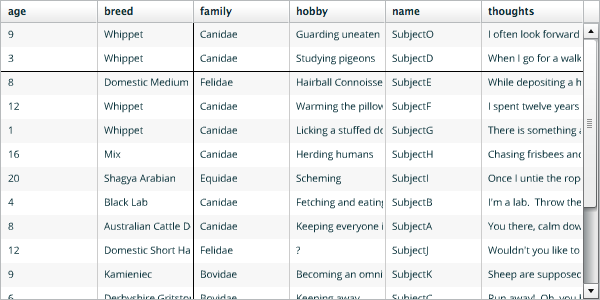 age breed family hobby name thoughts
9 Whippet Canidae Guarding uneaten SubjectO I often look forward
3 Whippet Canidae Studying pigeons SubjectD When I go for a walk
8 Domestic Medium Felidae Hairball Connoisse SubjectE While depositing a h
12 Whippet Canidae Warming the pillow SubjectF I spent twelve years
1 Whippet Canidae Licking a stuffed do SubjectG There is something a
16 Mix Canidae Herding humans SubjectH Chasing frisbees and
20 Shagya Arabian Equidae Scheming SubjectI Once I untie the rop
4 Black Lab Canidae Fetching and eating SubjectB I'm a lab. Throw the
8 Australian Cattle D Canidae Keeping everyone i SubjectA You there, calm dow
12 Domestic Short Ha Felidae ? SubjectJ Wouldn't you like to
9 Kamieniec Bovidae Becoming an omni SubjectK Sheep are supposed
6 Derbyshire Gritston Bovidae Keeping away SubjectC Run away! Oh, you